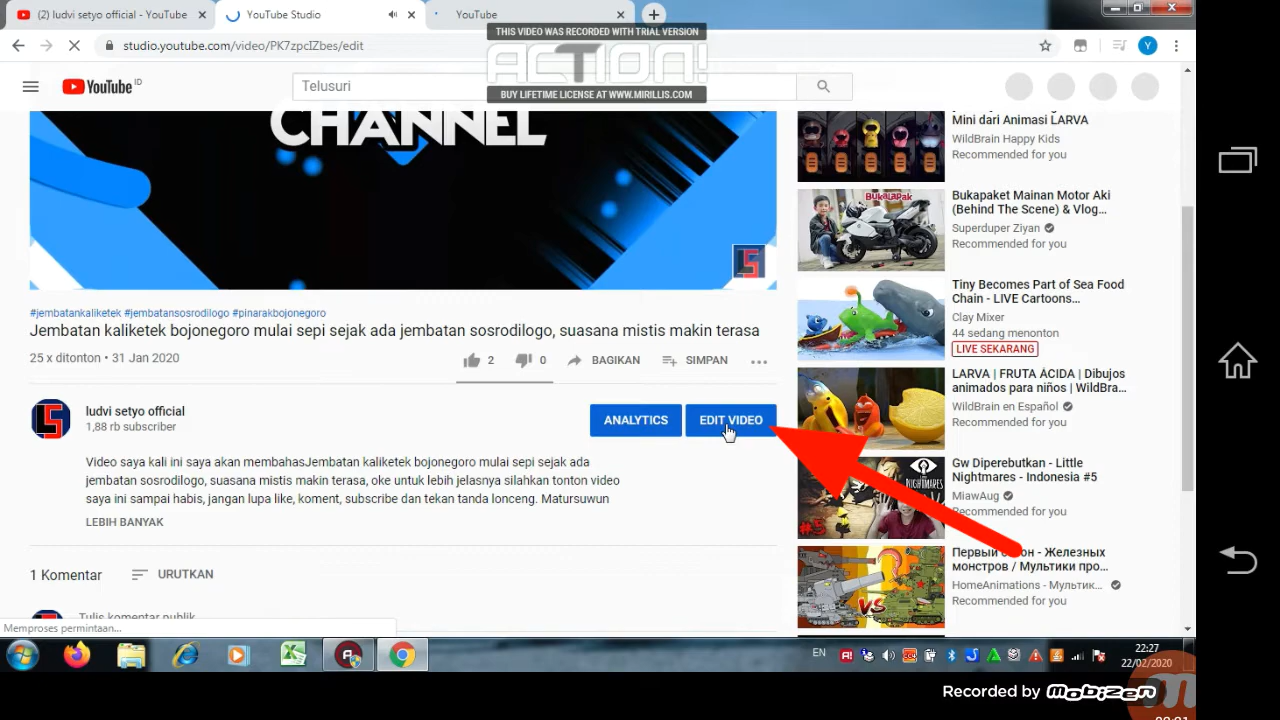 (2) ludvi setyo official - YouTube
YouTube Studio
YouTube
THIS VIDEO WAS RECORDED WITH TRIAL VERSION
ACTION!
BUY LIFETIME LICENSE AT WWW.MIRILLIS.COM
studio.youtube.com/video/PK7zpcIZbes/edit
Y
YouTube ID
Telusuri
CHANNEL
LS
#jembatankaliketek #jembatansosrodilogo #pinarakbojonegoro
Jembatan kaliketek bojonegoro mulai sepi sejak ada jembatan sosrodilogo, suasana mistis makin terasa
25 x ditonton • 31 Jan 2020
2
0
BAGIKAN
SIMPAN
ludvi setyo official
1,88 rb subscriber
ANALYTICS
EDIT VIDEO
Video saya kali ini saya akan membahasJembatan kaliketek bojonegoro mulai sepi sejak ada
jembatan sosrodilogo, suasana mistis makin terasa, oke untuk lebih jelasnya silahkan tonton video
saya ini sampai habis, jangan lupa like, koment, subscribe dan tekan tanda lonceng. Matursuwun
LEBIH BANYAK
1 Komentar
URUTKAN
Tulis komentar publik
Memproses permintaan...
Mini dari Animasi LARVA
WildBrain Happy Kids
Recommended for you
Bukalapak
Bukapaket Mainan Motor Aki
(Behind The Scene) & Vlog...
Superduper Ziyan
Recommended for you
Tiny Becomes Part of Sea Food
Chain - LIVE Cartoons...
Clay Mixer
44 sedang menonton
LIVE SEKARANG
LARVA | FRUTA ÁCIDA | Dibujos
animados para niños | WildBra...
WildBrain en Español
Recommended for you
Gw Diperebutkan - Little
Nightmares - Indonesia #5
MiawAug
Recommended for you
VS
Первый с он - Железных
монстров / Мультики про...
HomeAnimations - Мультик...
Recommended for you
EN
22:27
22/02/2020
Recorded by Mobizen